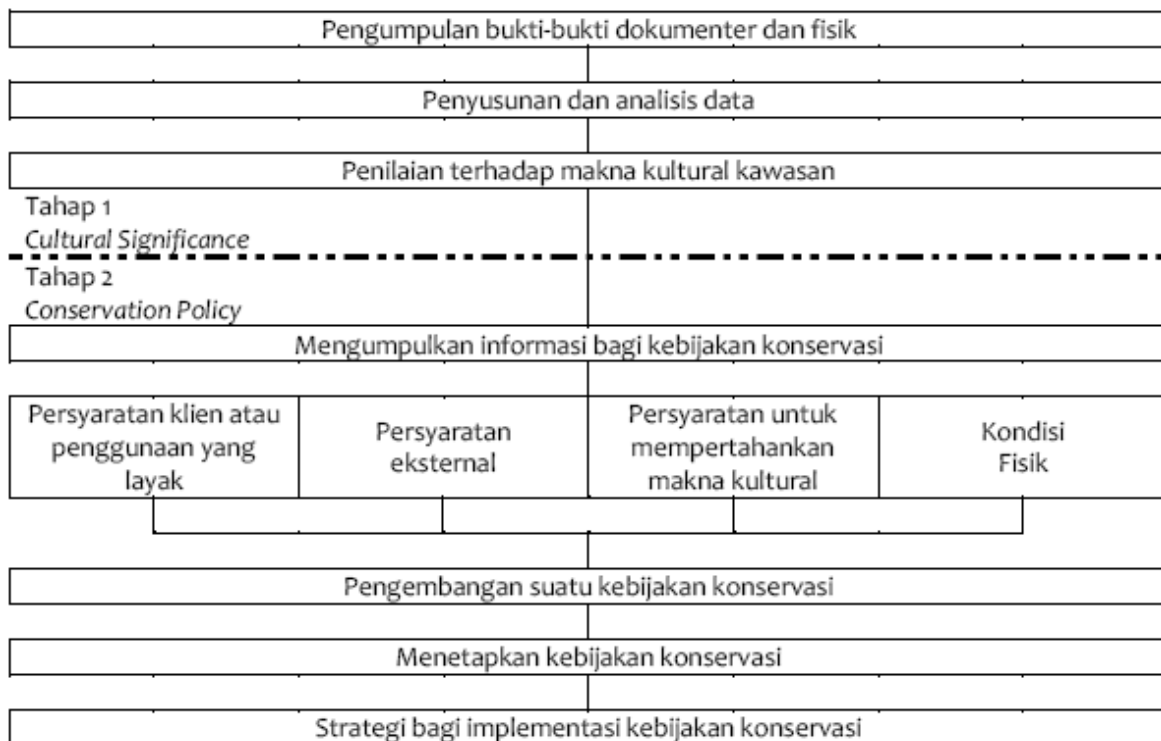 Pengumpulan bukti-bukti dokumenter dan fisik
Penyusunan dan analisis data
Penilaian terhadap makna kultural kawasan
Tahap 1
Cultural Significance
Tahap 2
Conservation Policy
Mengumpulkan informasi bagi kebijakan konservasi
Persyaratan klien atau
penggunaan yang
layak
Persyaratan
eksternal
Persyaratan untuk
mempertahankan
makna kultural
Kondisi
Fisik
Pengembangan suatu kebijakan konservasi
Menetapkan kebijakan konservasi
Strategi bagi implementasi kebijakan konservasi